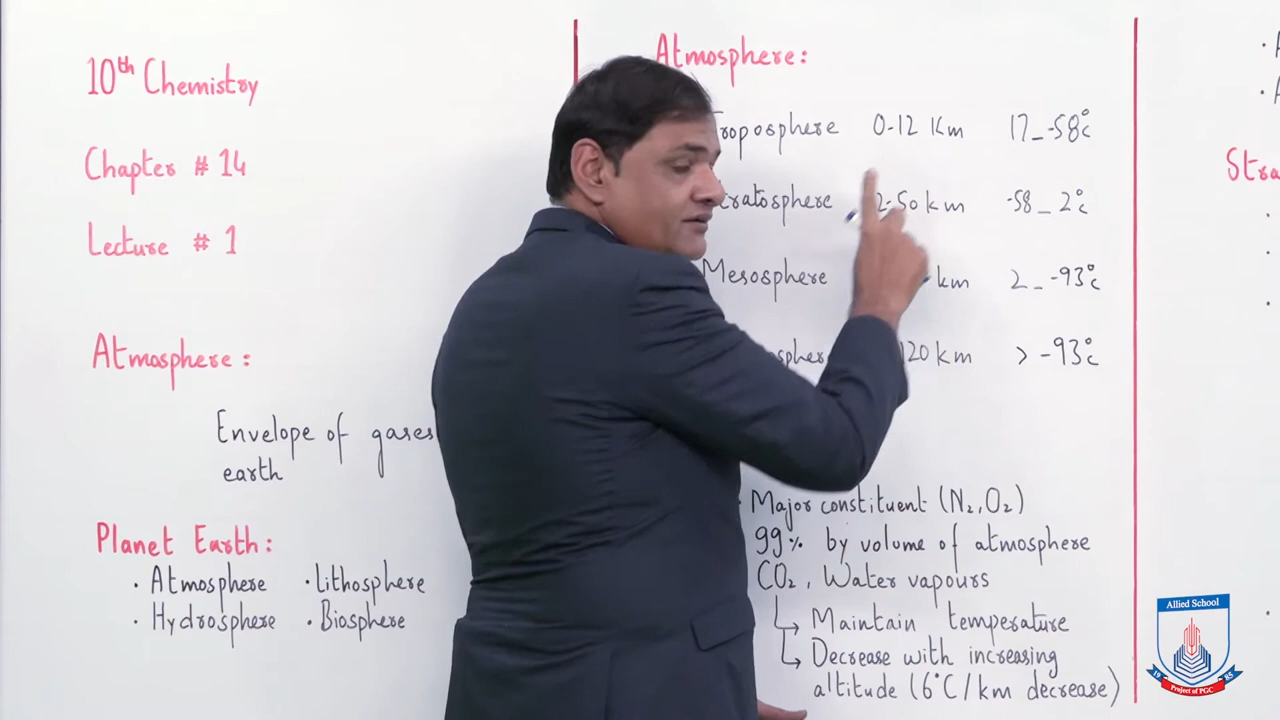 10th Chemistry
Chapter # 14
Lecture # 1
Atmosphere:
Envelope of gases
earth
Planet Earth:
· Atmosphere · Lithosphere
· Hydrosphere · Biosphere
Atmosphere:
roposphere 0-12 Km 17_-58°C
ratosphere 2-50 km -58_2°C
Mesosphere km 2_-93°C
sphere 120 km > -93°C
· Major constituent (N₂,O₂)
99% by volume of atmosphere
CO₂, Water vapours
↳ Maintain temperature
↳ Decrease with increasing
altitude (6°C/km decrease)
Stra
Allied School
19 85
Project of PGC